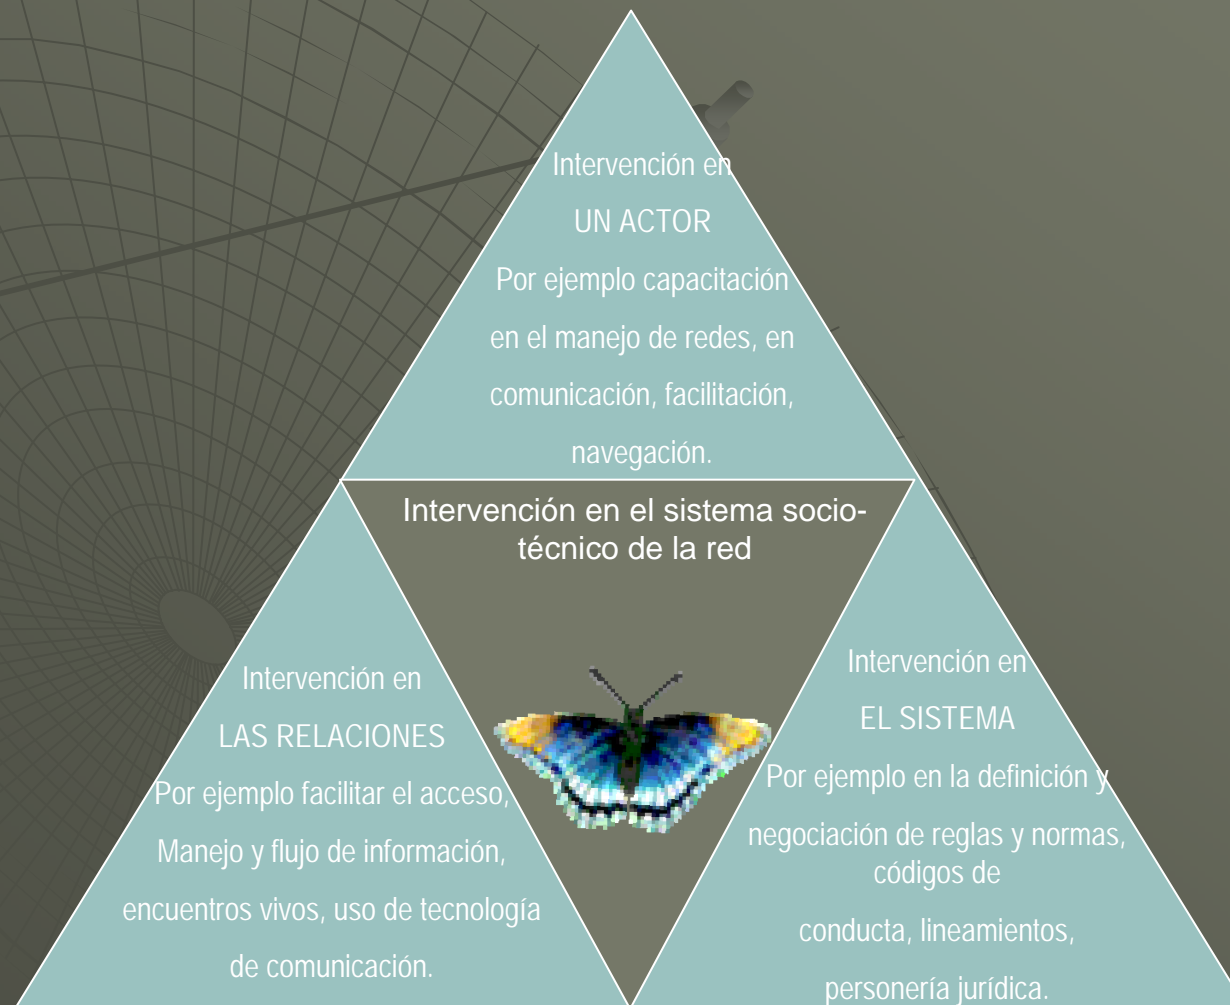 Intervención en
UN ACTOR
Por ejemplo capacitación
en el manejo de redes, en
comunicación, facilitación,
navegación.
Intervención en el sistema socio-
técnico de la red
Intervención en
LAS RELACIONES
Por ejemplo facilitar el acceso,
Manejo y flujo de información,
encuentros vivos, uso de tecnología
de comunicación.
Intervención en
EL SISTEMA
Por ejemplo en la definición y
negociación de reglas y normas,
códigos de
conducta, lineamientos,
personería jurídica.